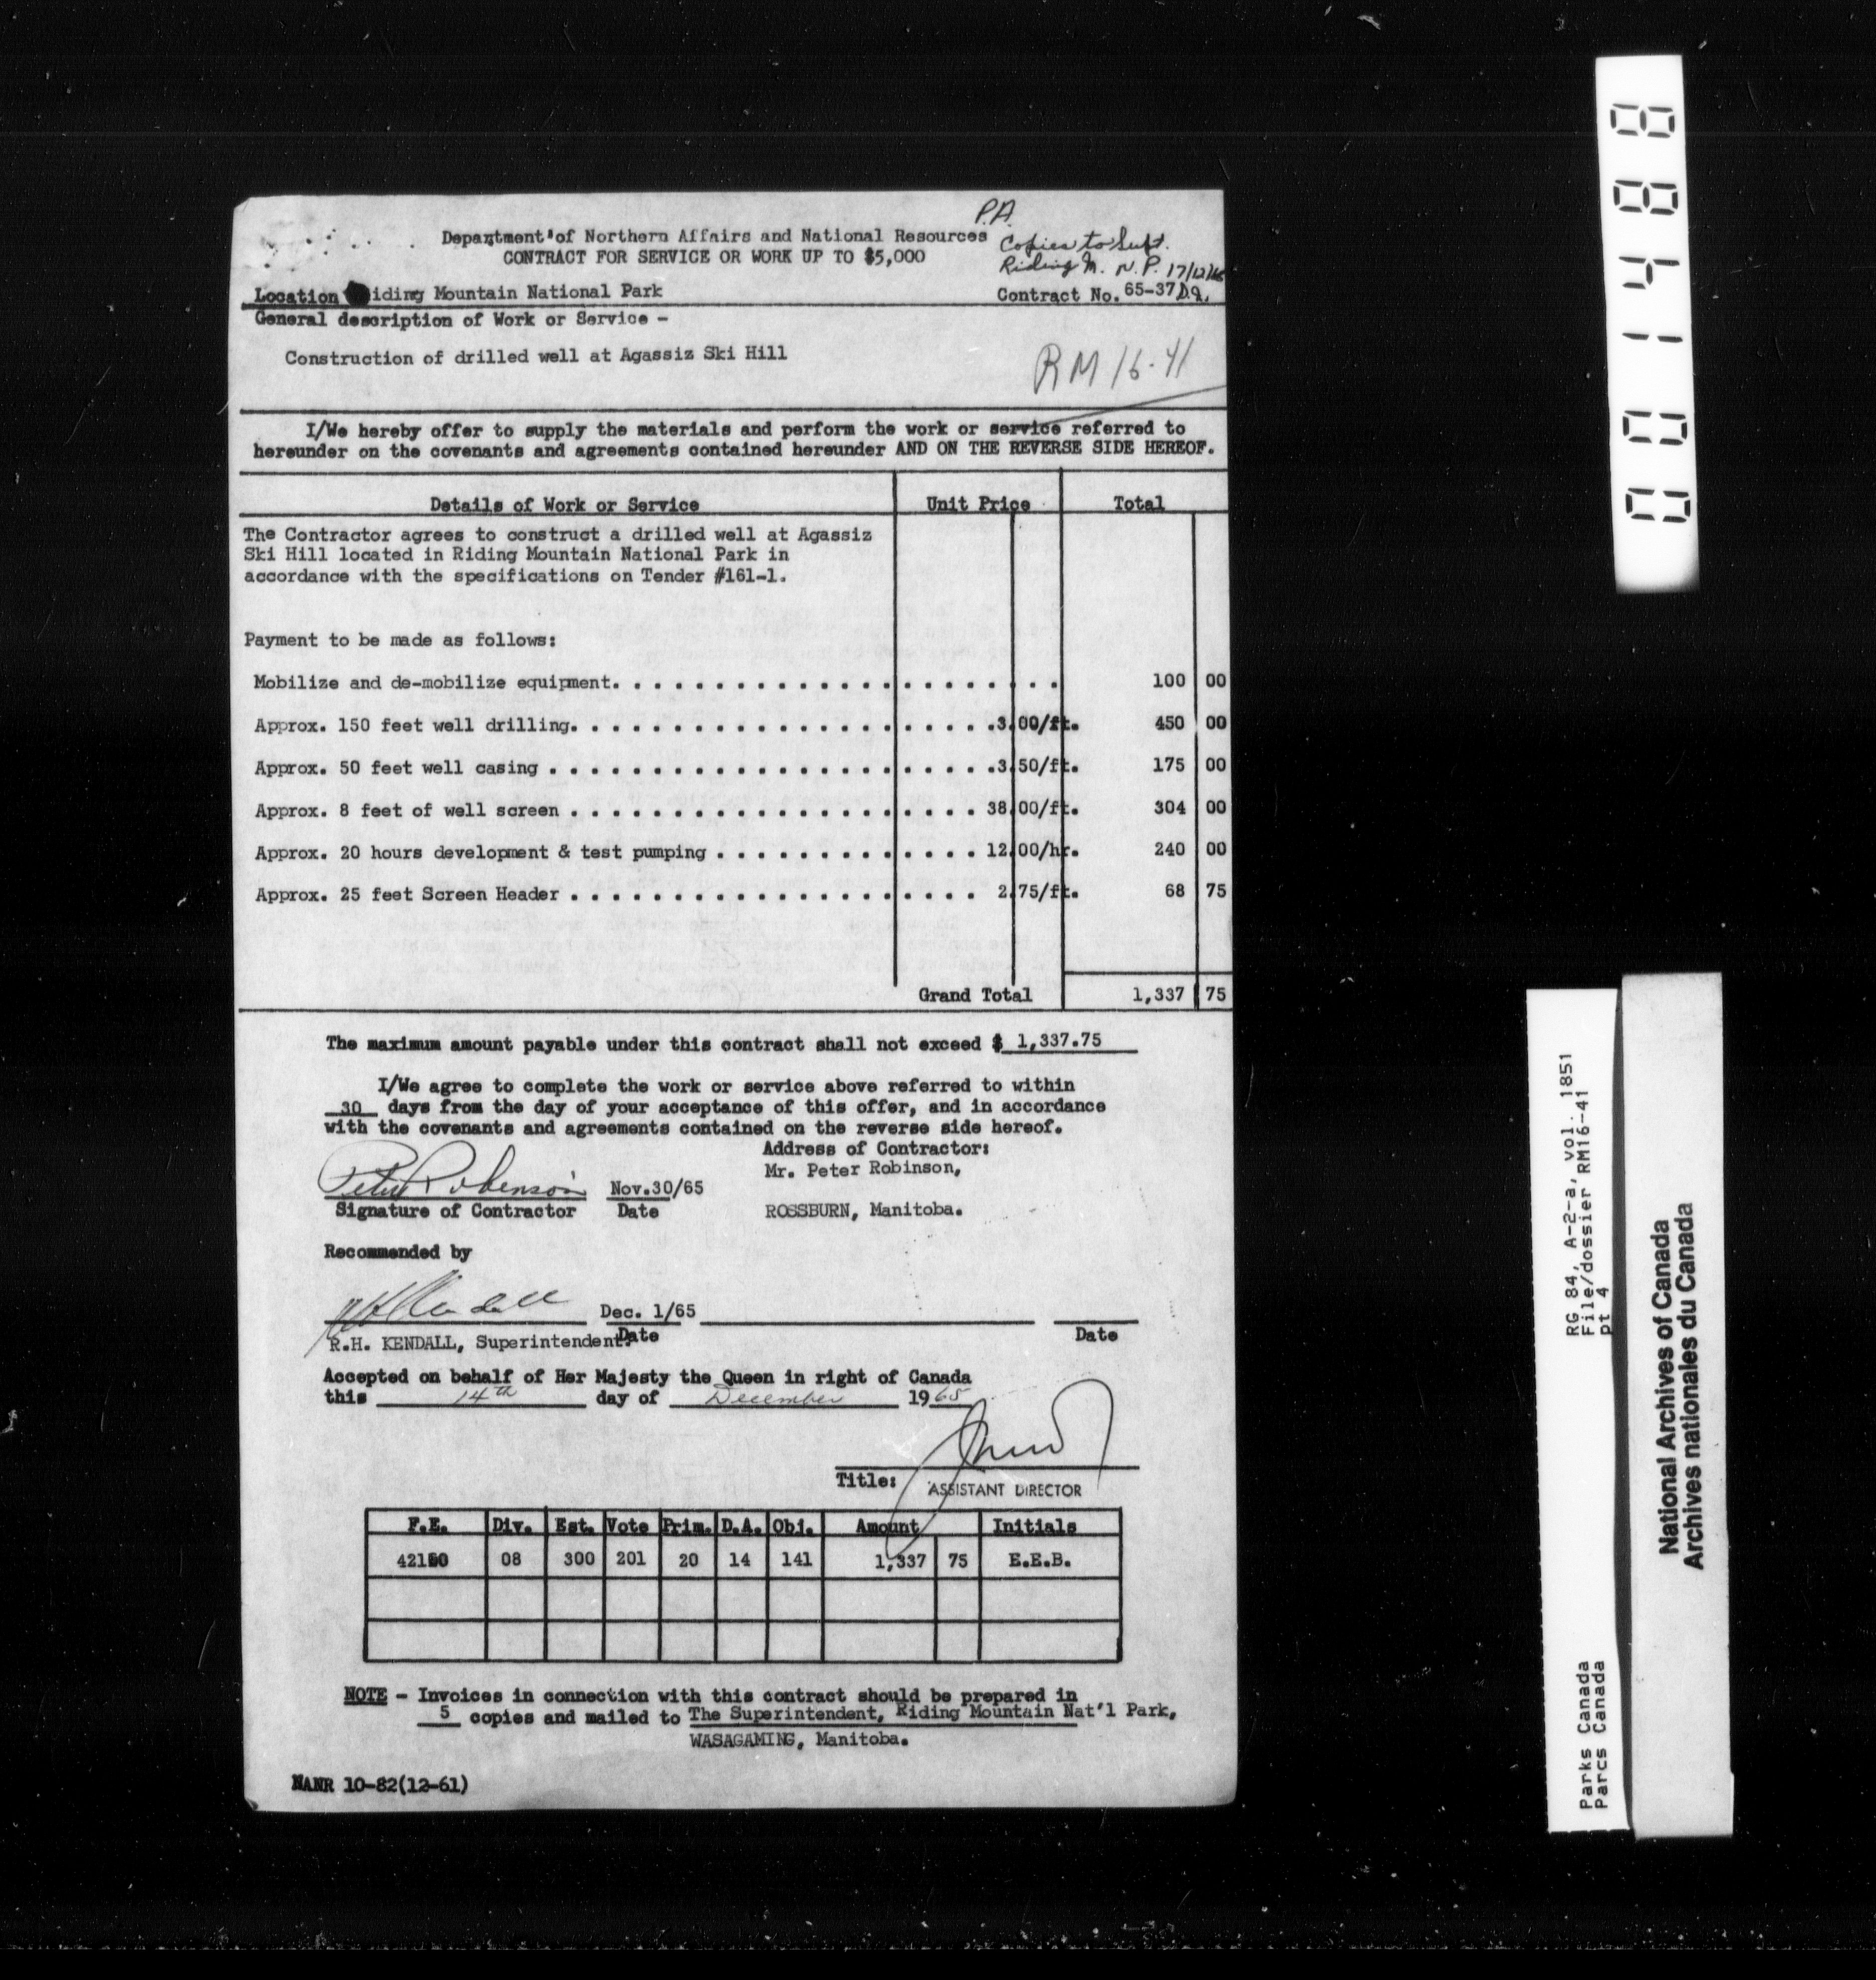 P.A.
Department of Northern Affairs and National Resources
CONTRACT FOR SERVICE OR WORK UP TO $5,000
Copies to Supt.
Riding M. N.P. 17/12/65
Location Riding Mountain National Park
Contract No. 65-37 D.g.
General description of Work or Service -
Construction of drilled well at Agassiz Ski Hill
RM 16-41
I/We hereby offer to supply the materials and perform the work or service referred to
hereunder on the covenants and agreements contained hereunder AND ON THE REVERSE SIDE HEREOF.
Details of Work or Service Unit Price Total
The Contractor agrees to construct a drilled well at Agassiz
Ski Hill located in Riding Mountain National Park in
accordance with the specifications on Tender #161-1.
Payment to be made as follows:
Mobilize and de-mobilize equipment. . . . . . . . . . . . . . . . . . . . . . 100 00
Approx. 150 feet well drilling. . . . . . . . . . . . . . . . . . . . . .3.00/ft. 450 00
Approx. 50 feet well casing . . . . . . . . . . . . . . . . . . . . . . .3.50/ft. 175 00
Approx. 8 feet of well screen . . . . . . . . . . . . . . . . . . . . 38.00/ft. 304 00
Approx. 20 hours development & test pumping . . . . . . . . . . . . . 12.00/hr. 240 00
Approx. 25 feet Screen Header . . . . . . . . . . . . . . . . . . . . 2.75/ft. 68 75
Grand Total 1,337 75
The maximum amount payable under this contract shall not exceed $ 1,337.75
I/We agree to complete the work or service above referred to within
30 days from the day of your acceptance of this offer, and in accordance
with the covenants and agreements contained on the reverse side hereof.
Address of Contractor:
Mr. Peter Robinson,
Peter Robinson Nov.30/65
Signature of Contractor Date
ROSSBURN, Manitoba.
Recommended by
RH Kendall Dec. 1/65
R.H. KENDALL, Superintendent. Date Date
Accepted on behalf of Her Majesty the Queen in right of Canada
this 14th day of December 1965
Title: ASSISTANT DIRECTOR
F.E. Div. Est. Vote Prim. D.A. Obj. Amount Initials
42150 08 300 201 20 14 141 1,337 75 E.E.B.
NOTE - Invoices in connection with this contract should be prepared in
5 copies and mailed to The Superintendent, Riding Mountain Nat'l Park,
WASAGAMING, Manitoba.
NANR 10-82(12-61)
001488
RG 84, A-2-a, vol. 1851
File/dossier RM16-41
pt 4
Parks Canada
Parcs Canada
National Archives of Canada
Archives nationales du Canada